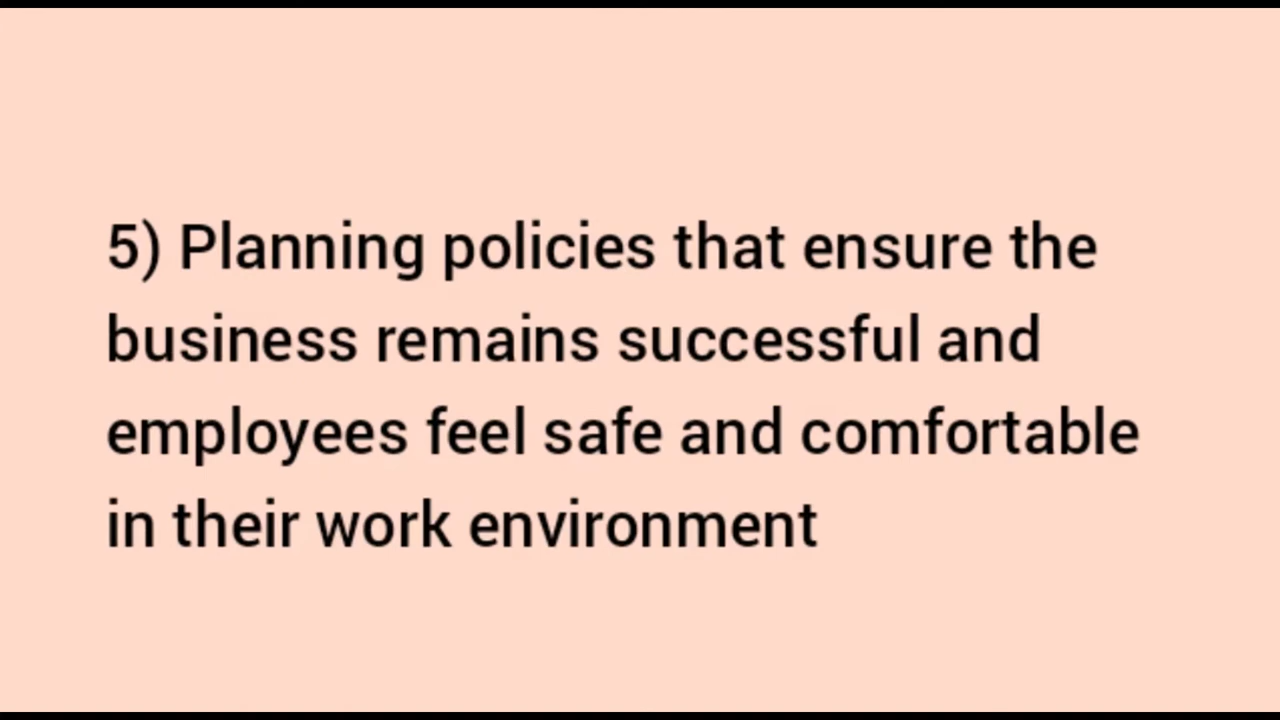 5) Planning policies that ensure the
business remains successful and
employees feel safe and comfortable
in their work environment